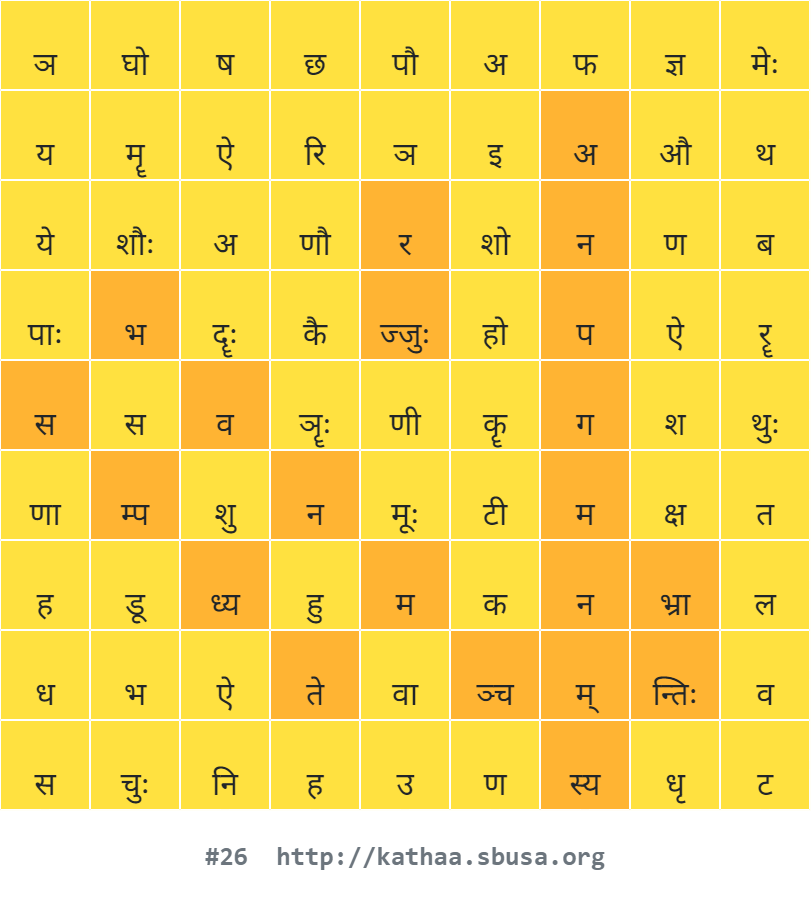 ञ घो ष छ पौ अ फ ज्ञ मेः
य मॄ ऐ रि ञ इ अ औ थ
ये शौः अ णौ र शो न ण ब
पाः भ दॄः कै ज्जुः हो प ऐ रॄ
स स व ञॄः णी कॄ ग श थुः
णा म्प शु न मूः टी म क्ष त
ह डू ध्य हु म क न भ्रा ल
ध भ ऐ ते वा ञ्च म् न्तिः व
स चुः नि ह उ ण स्य धृ ट
#26 http://kathaa.sbusa.org